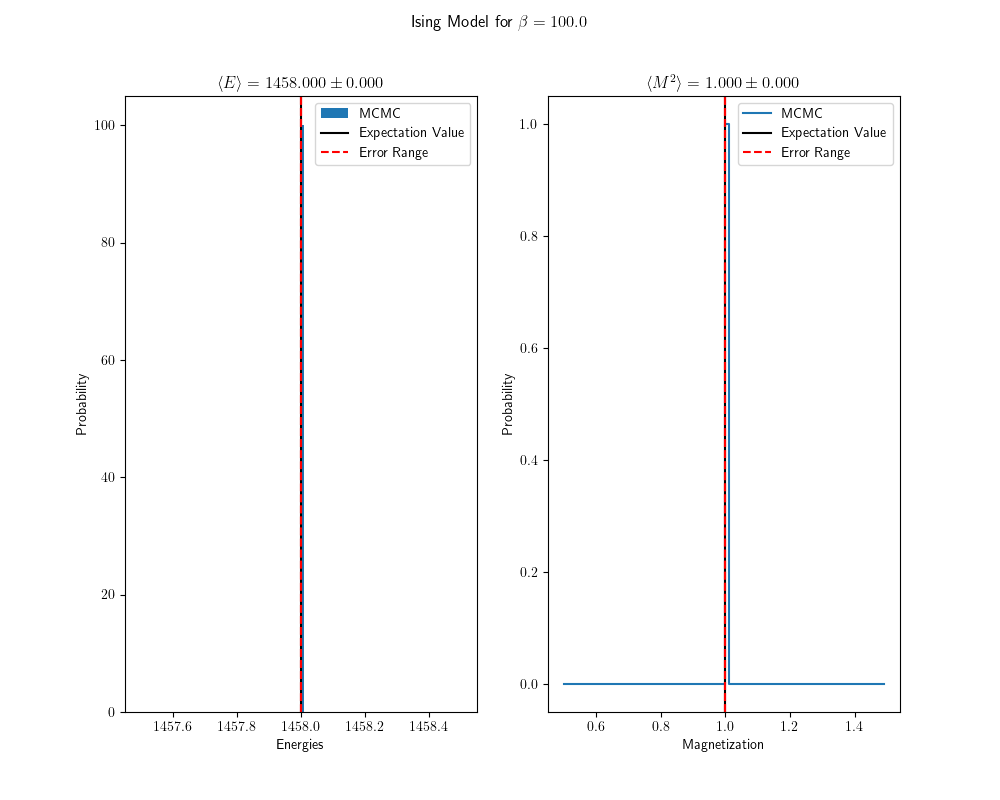 Ising Model for β = 100.0
⟨E⟩ = 1458.000 ± 0.000
100
80
60
40
20
0
Probability
MCMC
Expectation Value
Error Range
1457.6 1457.8 1458.0 1458.2 1458.4
Energies
⟨M²⟩ = 1.000 ± 0.000
1.0
0.8
0.6
0.4
0.2
0.0
Probability
MCMC
Expectation Value
Error Range
0.6 0.8 1.0 1.2 1.4
Magnetization